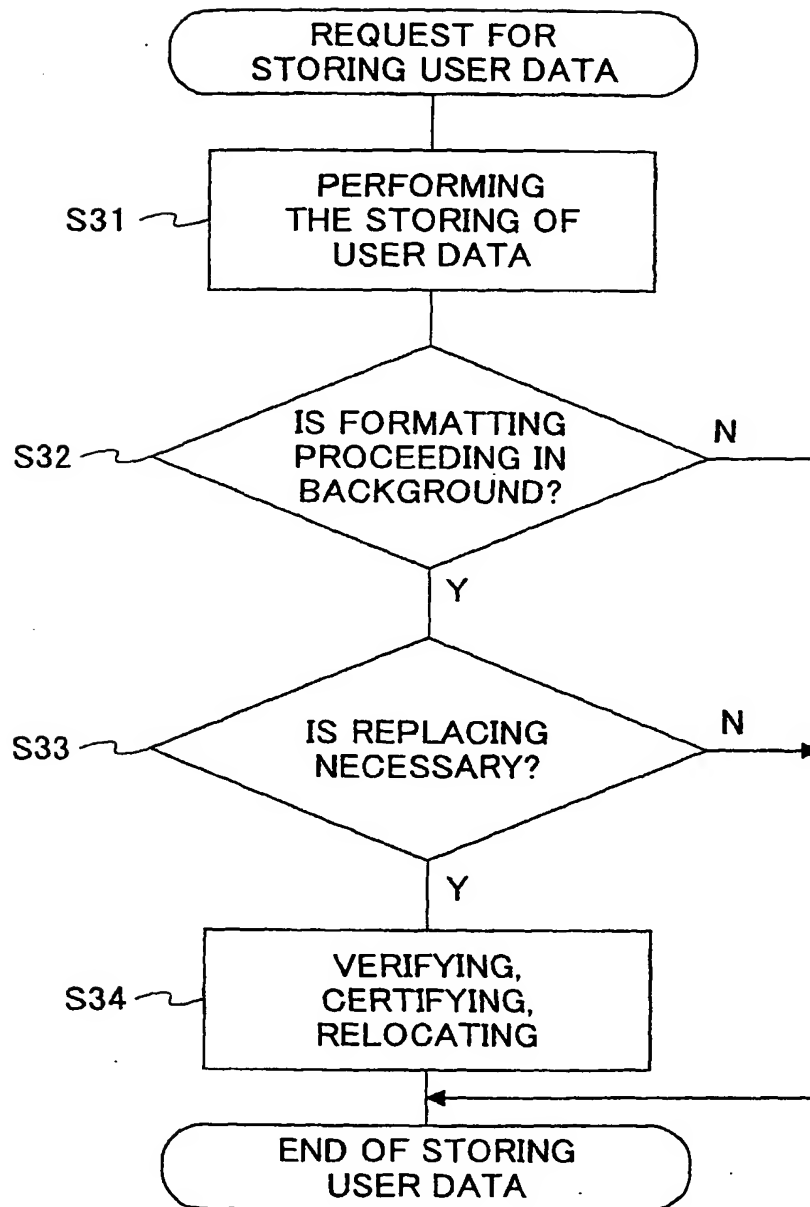 REQUEST FOR
STORING USER DATA
S31
PERFORMING
THE STORING OF
USER DATA
S32
IS FORMATTING
PROCEEDING IN
BACKGROUND?
N
Y
S33
IS REPLACING
NECESSARY?
N
Y
S34
VERIFYING,
CERTIFYING,
RELOCATING
END OF STORING
USER DATA